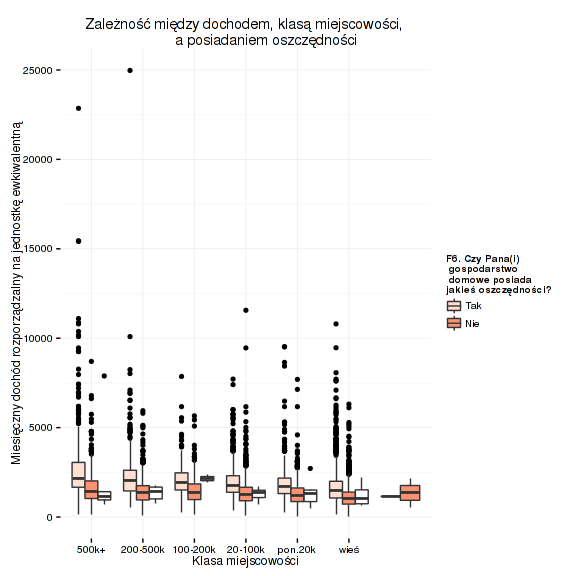 Zależność między dochodem, klasą miejscowości,
a posiadaniem oszczędności
Miesięczny dochód rozporządzalny na jednostkę ewkiwalentną
25000
20000
15000
10000
5000
0
500k+
200-500k
100-200k
20-100k
pon.20k
wieś
Klasa miejscowości
F6. Czy Pana(i)
gospodarstwo
domowe posiada
jakieś oszczędności?
Tak
Nie